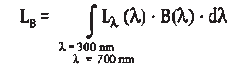 L_B = ∫ L_λ (λ) · B(λ) · dλ
λ = 300 nm
λ = 700 nm